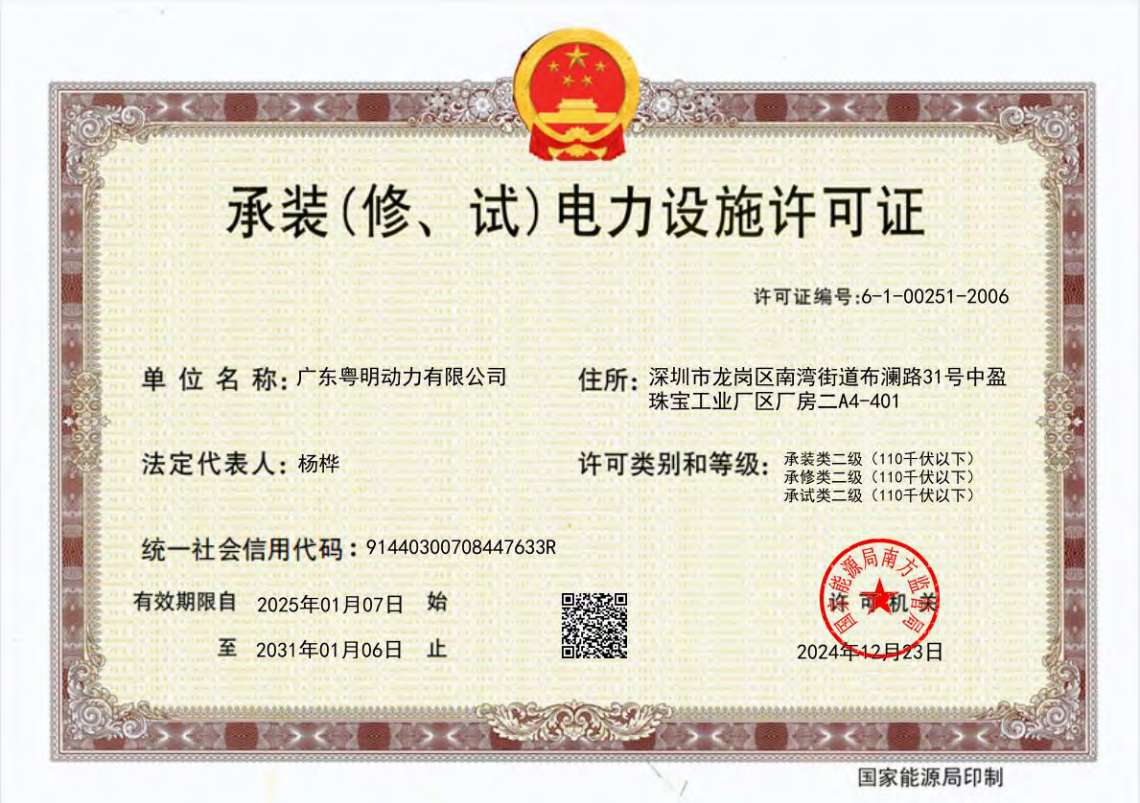 承装(修、试)电力设施许可证
许可证编号:6-1-00251-2006
单位名称:广东粤明动力有限公司
住所:深圳市龙岗区南湾街道布澜路31号中盈
珠宝工业厂区厂房二A4-401
法定代表人:杨桦
许可类别和等级:承装类二级（110千伏以下）
承修类二级（110千伏以下）
承试类二级（110千伏以下）
统一社会信用代码:91440300708447633R
有效期限自 2025年01月07日 始
至 2031年01月06日 止
国家能源局南方监管局
许可机关
2024年12月23日
国家能源局印制